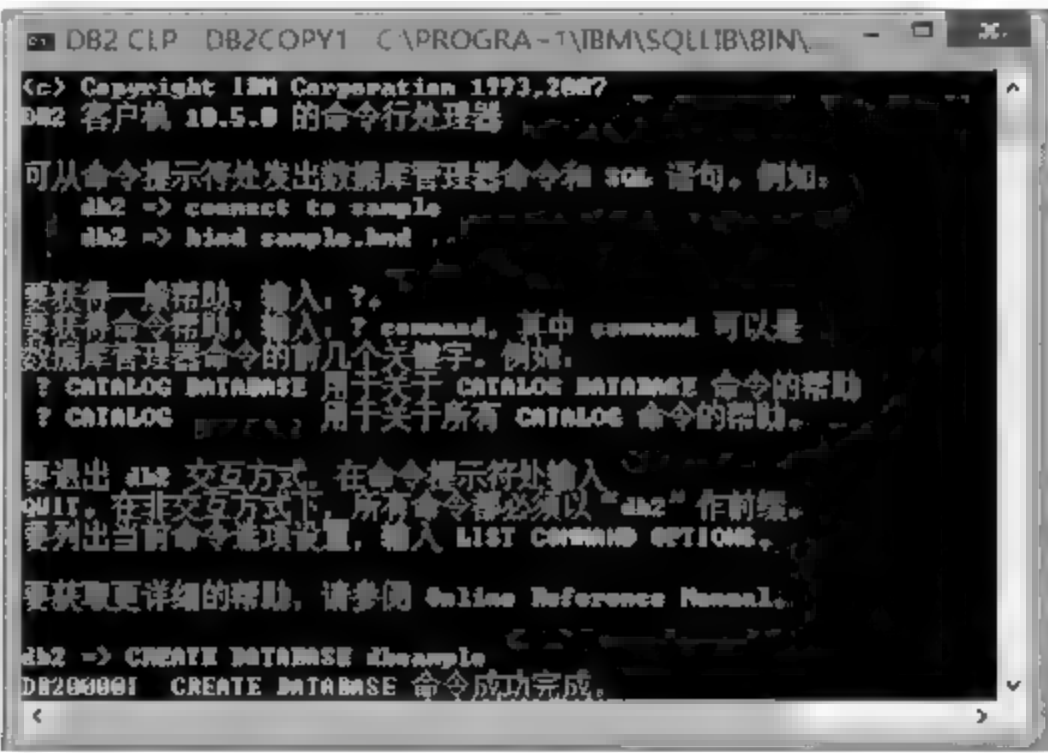 DB2 CLP DB2COPY1 C:\PROGRA~1\IBM\SQLLIB\BIN\...
(c) Copyright IBM Corporation 1993,2007
DB2 客户机 10.5.0 的命令行处理器
可从命令提示符处发出数据库管理器命令和 SQL 语句。例如:
db2 => connect to sample
db2 => bind sample.bnd
要获得一般帮助，输入：?。
要获得命令帮助，输入：? command，其中 command 可以是
数据库管理器命令的前几个关键字。例如:
? CATALOG DATABASE 用于关于 CATALOG DATABASE 命令的帮助
? CATALOG 用于关于所有 CATALOG 命令的帮助。
要退出 db2 交互方式，在命令提示符处输入
QUIT。在非交互方式下，所有命令都必须以“db2”作前缀。
要列出当前命令选项设置，输入 LIST COMMAND OPTIONS。
要获取更详细的帮助，请参阅 Online Reference Manual。
db2 => CREATE DATABASE dbsample
DB20000I CREATE DATABASE 命令成功完成。